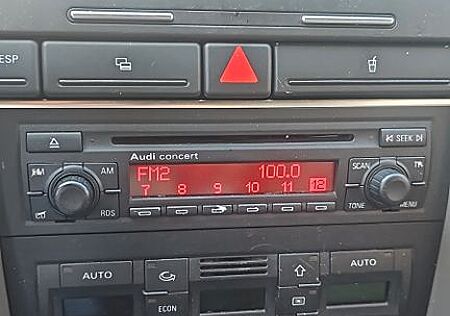 ESP
SEEK
Audi concert
AM
SCAN
FM2 100.0
7 8 9 10 11 12
RDS
TONE
MENU
AUTO
AUTO
ECON